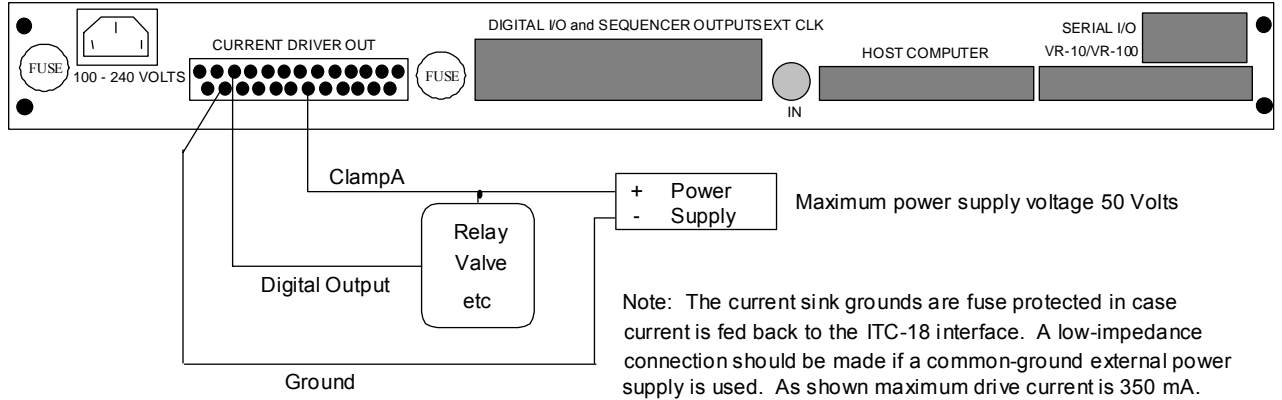 DIGITAL I/O and SEQUENCER OUTPUTS EXT CLK
SERIAL I/O
VR-10/VR-100
CURRENT DRIVER OUT
HOST COMPUTER
FUSE
100 - 240 VOLTS
FUSE
IN
ClampA
+ Power
- Supply
Maximum power supply voltage 50 Volts
Relay
Valve
etc
Digital Output
Note: The current sink grounds are fuse protected in case
current is fed back to the ITC-18 interface. A low-impedance
connection should be made if a common-ground external power
supply is used. As shown maximum drive current is 350 mA.
Ground